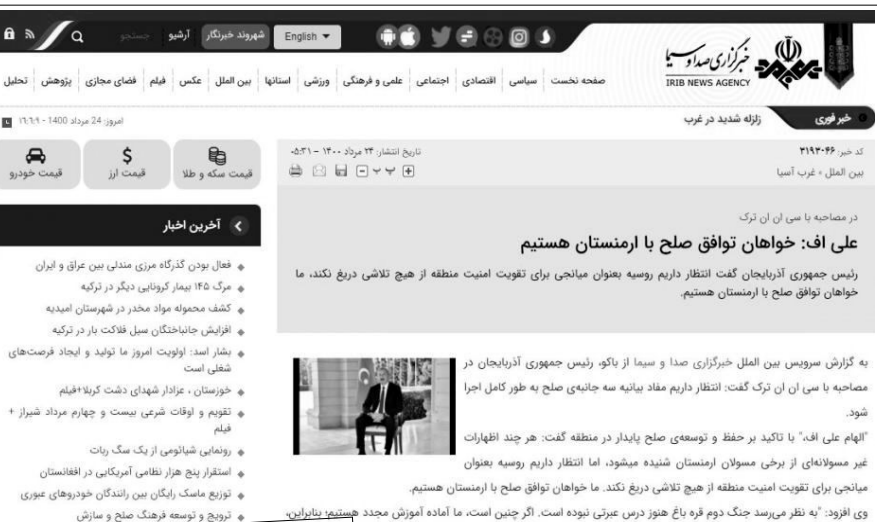 شهروند خبرنگار
آرشیو
جستجو
English
خبرگزاری صدا و سیما
IRIB NEWS AGENCY
صفحه نخست سیاسی اقتصادی اجتماعی علمی و فرهنگی ورزشی استانها بین الملل عکس فیلم فضای مجازی پژوهش تحلیل
خبر فوری
زلزله شدید در غرب
امروز: 24 مرداد 1400 -
کد خبر: ۳۱۹۳۰۴۶
تاریخ انتشار: ۲۴ مرداد ۱۴۰۰ – ۰۵:۳۱
بین الملل » غرب آسیا
در مصاحبه با سی ان ان ترک
علی اف: خواهان توافق صلح با ارمنستان هستیم
رئیس جمهوری آذربایجان گفت انتظار داریم روسیه بعنوان میانجی برای تقویت امنیت منطقه از هیچ تلاشی دریغ نکند، ما
خواهان توافق صلح با ارمنستان هستیم.
به گزارش سرویس بین الملل خبرگزاری صدا و سیما از باکو، رئیس جمهوری آذربایجان در
مصاحبه با سی ان ان ترک گفت: انتظار داریم مفاد بیانیه سه جانبه‌ی صلح به طور کامل اجرا
شود.
"الهام علی اف،" با تاکید بر حفظ و توسعه‌ی صلح پایدار در منطقه گفت: هر چند اظهارات
غیر مسولانه‌ای از برخی مسولان ارمنستان شنیده میشود، اما انتظار داریم روسیه بعنوان
میانجی برای تقویت امنیت منطقه از هیچ تلاشی دریغ نکند. ما خواهان توافق صلح با ارمنستان هستیم.
وی افزود: "به نظر می‌رسد جنگ دوم قره باغ هنوز درس عبرتی نبوده است. اگر چنین است، ما آماده آموزش مجدد هستیم؛ بنابراین،
قیمت سکه و طلا
قیمت ارز
قیمت خودرو
آخرین اخبار
فعال بودن گذرگاه مرزی مندلی بین عراق و ایران
مرگ ۱۴۵ بیمار کرونایی دیگر در ترکیه
کشف محموله مواد مخدر در شهرستان امیدیه
افزایش جانباختگان سیل فلاکت بار در ترکیه
بشار اسد: اولویت امروز ما تولید و ایجاد فرصت‌های
شغلی است
خوزستان ، عزادار شهدای دشت کربلا+فیلم
تقویم و اوقات شرعی بیست و چهارم مرداد شیراز +
فیلم
رونمایی شیائومی از یک سگ ربات
استقرار پنج هزار نظامی آمریکایی در افغانستان
توزیع ماسک رایگان بین رانندگان خودروهای عبوری
ترویج و توسعه فرهنگ صلح و سازش